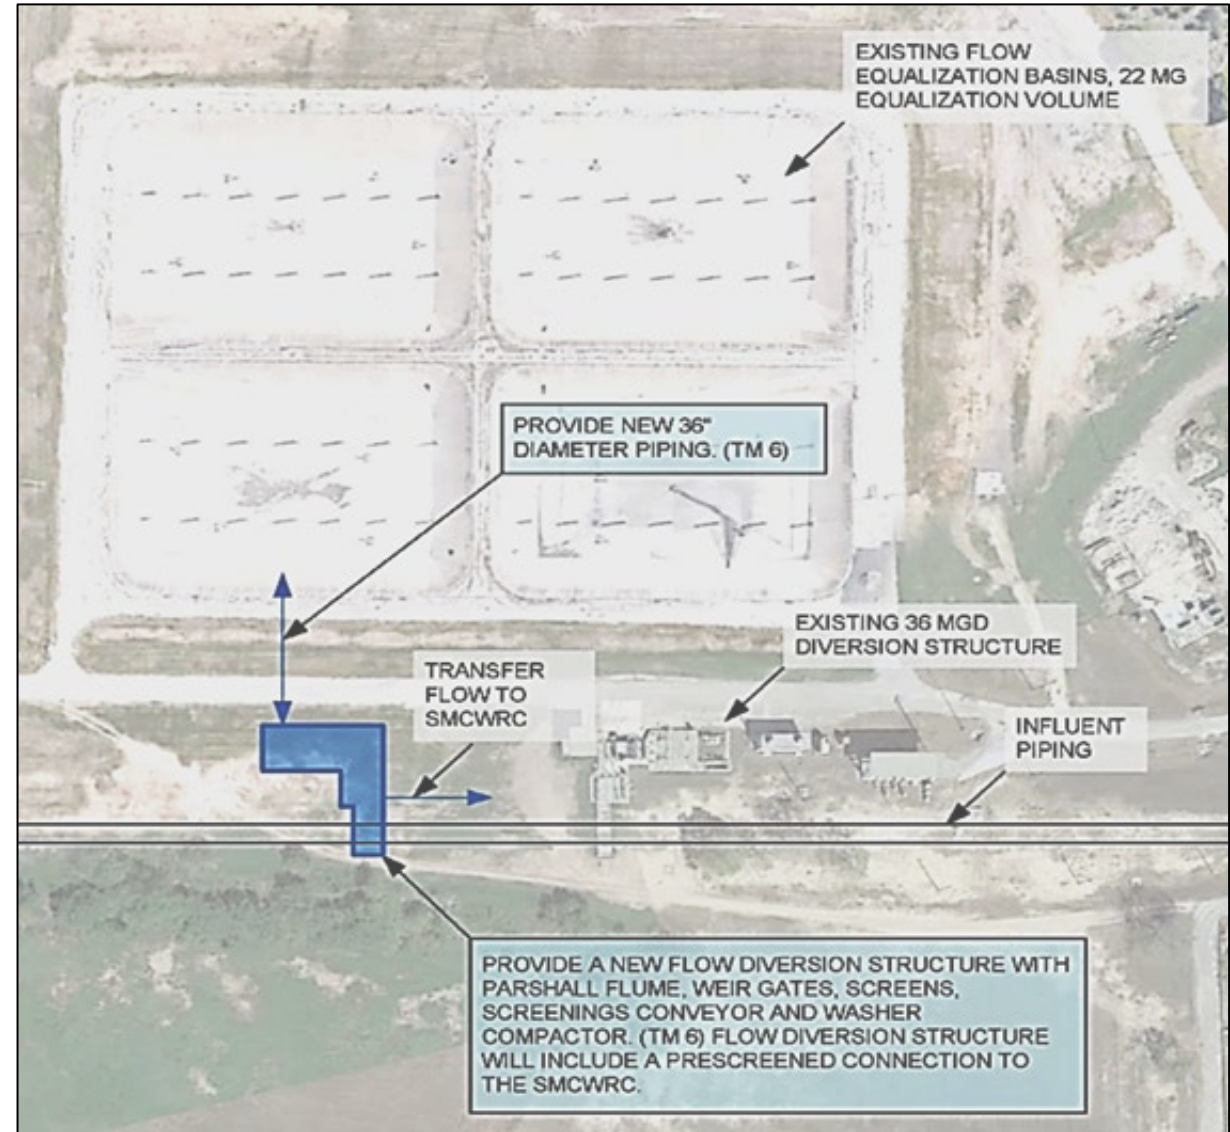 EXISTING FLOW
EQUALIZATION BASINS, 22 MG
EQUALIZATION VOLUME
PROVIDE NEW 36"
DIAMETER PIPING. (TM 6)
EXISTING 36 MGD
DIVERSION STRUCTURE
TRANSFER
FLOW TO
SMCWRC
INFLUENT
PIPING
PROVIDE A NEW FLOW DIVERSION STRUCTURE WITH
PARSHALL FLUME, WEIR GATES, SCREENS,
SCREENINGS CONVEYOR AND WASHER
COMPACTOR. (TM 6) FLOW DIVERSION STRUCTURE
WILL INCLUDE A PRESCREENED CONNECTION TO
THE SMCWRC.